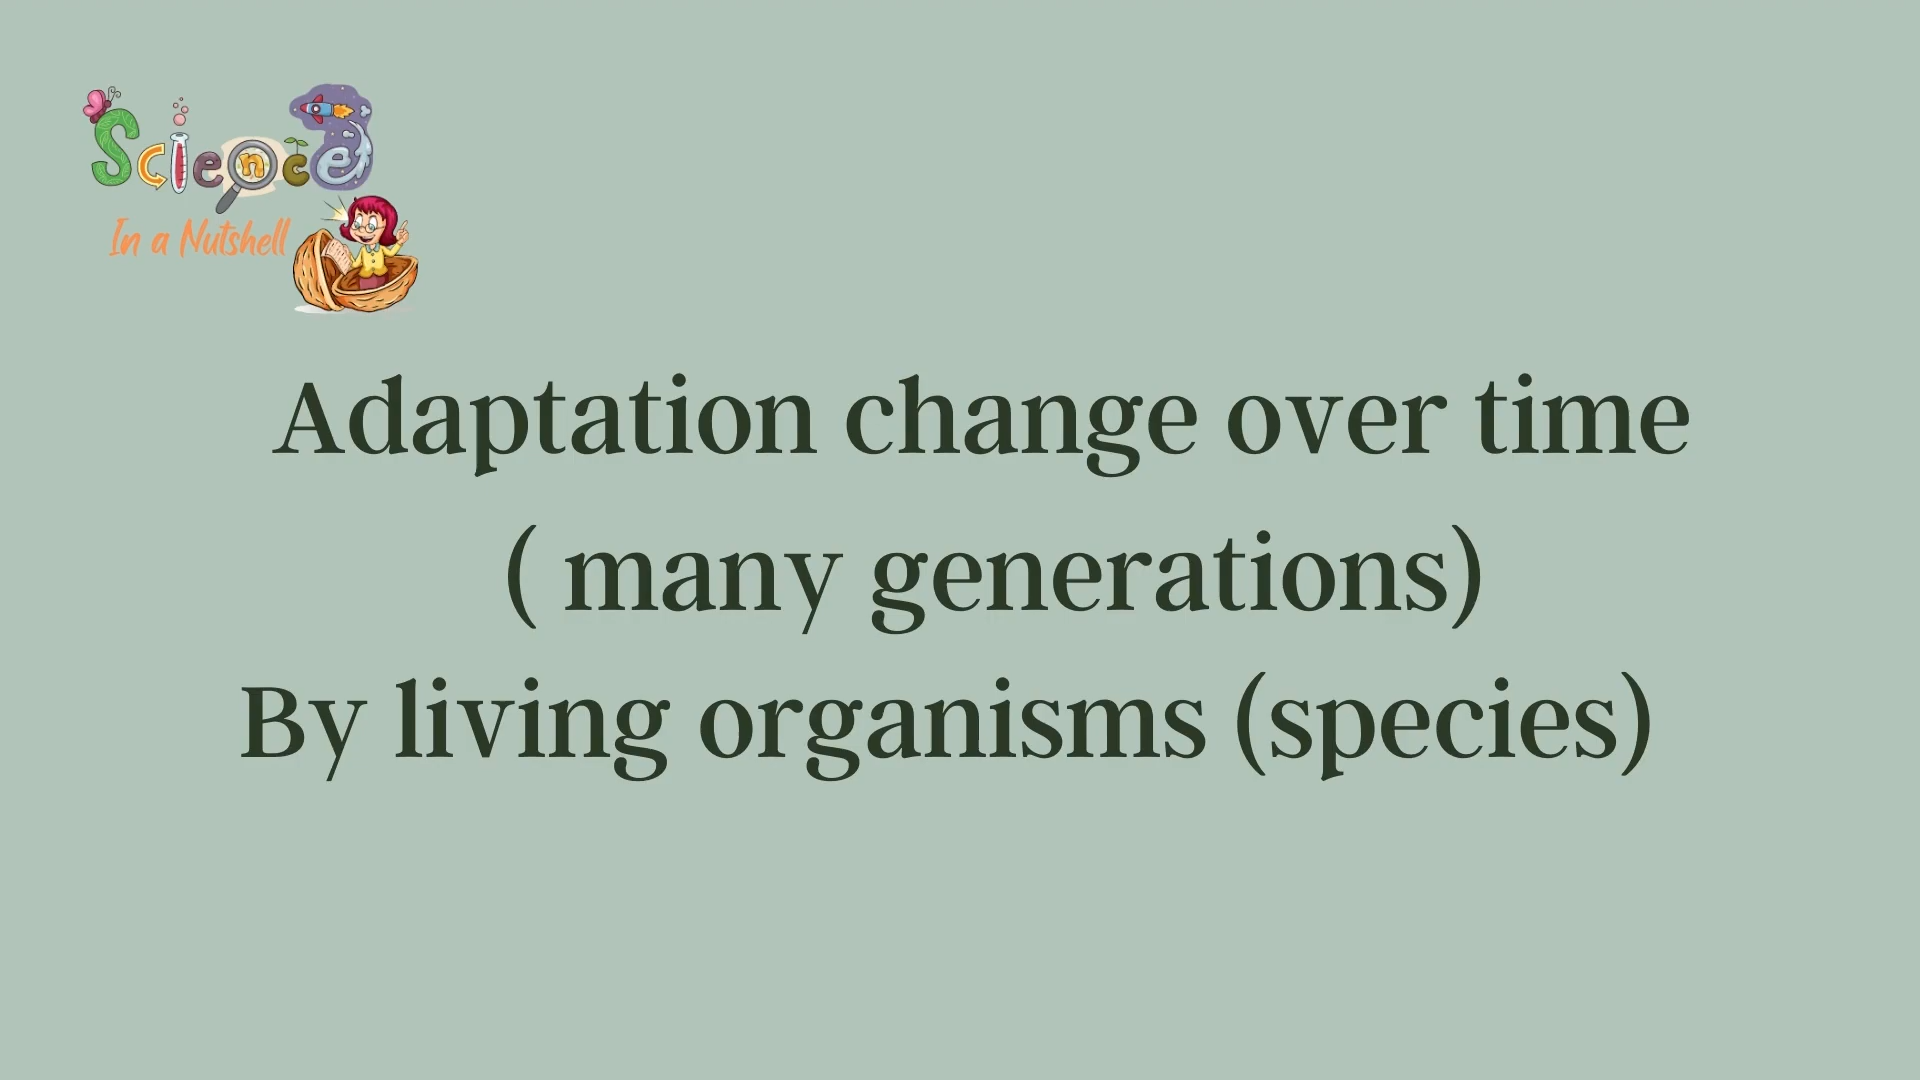 Science
In a Nutshell
Adaptation change over time
( many generations)
By living organisms (species)